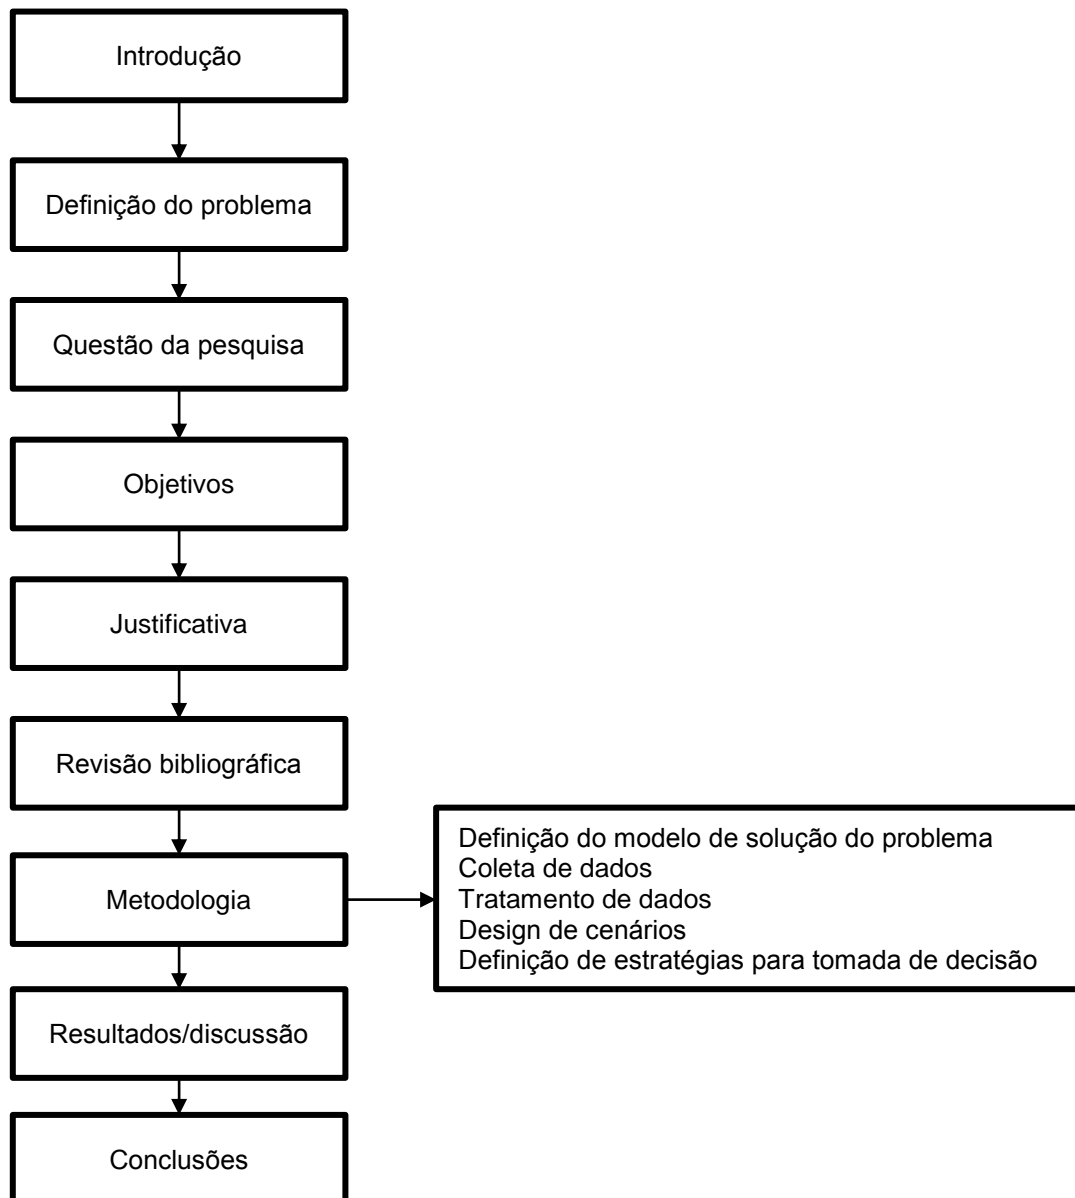 Introdução
Definição do problema
Questão da pesquisa
Objetivos
Justificativa
Revisão bibliográfica
Metodologia
Definição do modelo de solução do problema
Coleta de dados
Tratamento de dados
Design de cenários
Definição de estratégias para tomada de decisão
Resultados/discussão
Conclusões